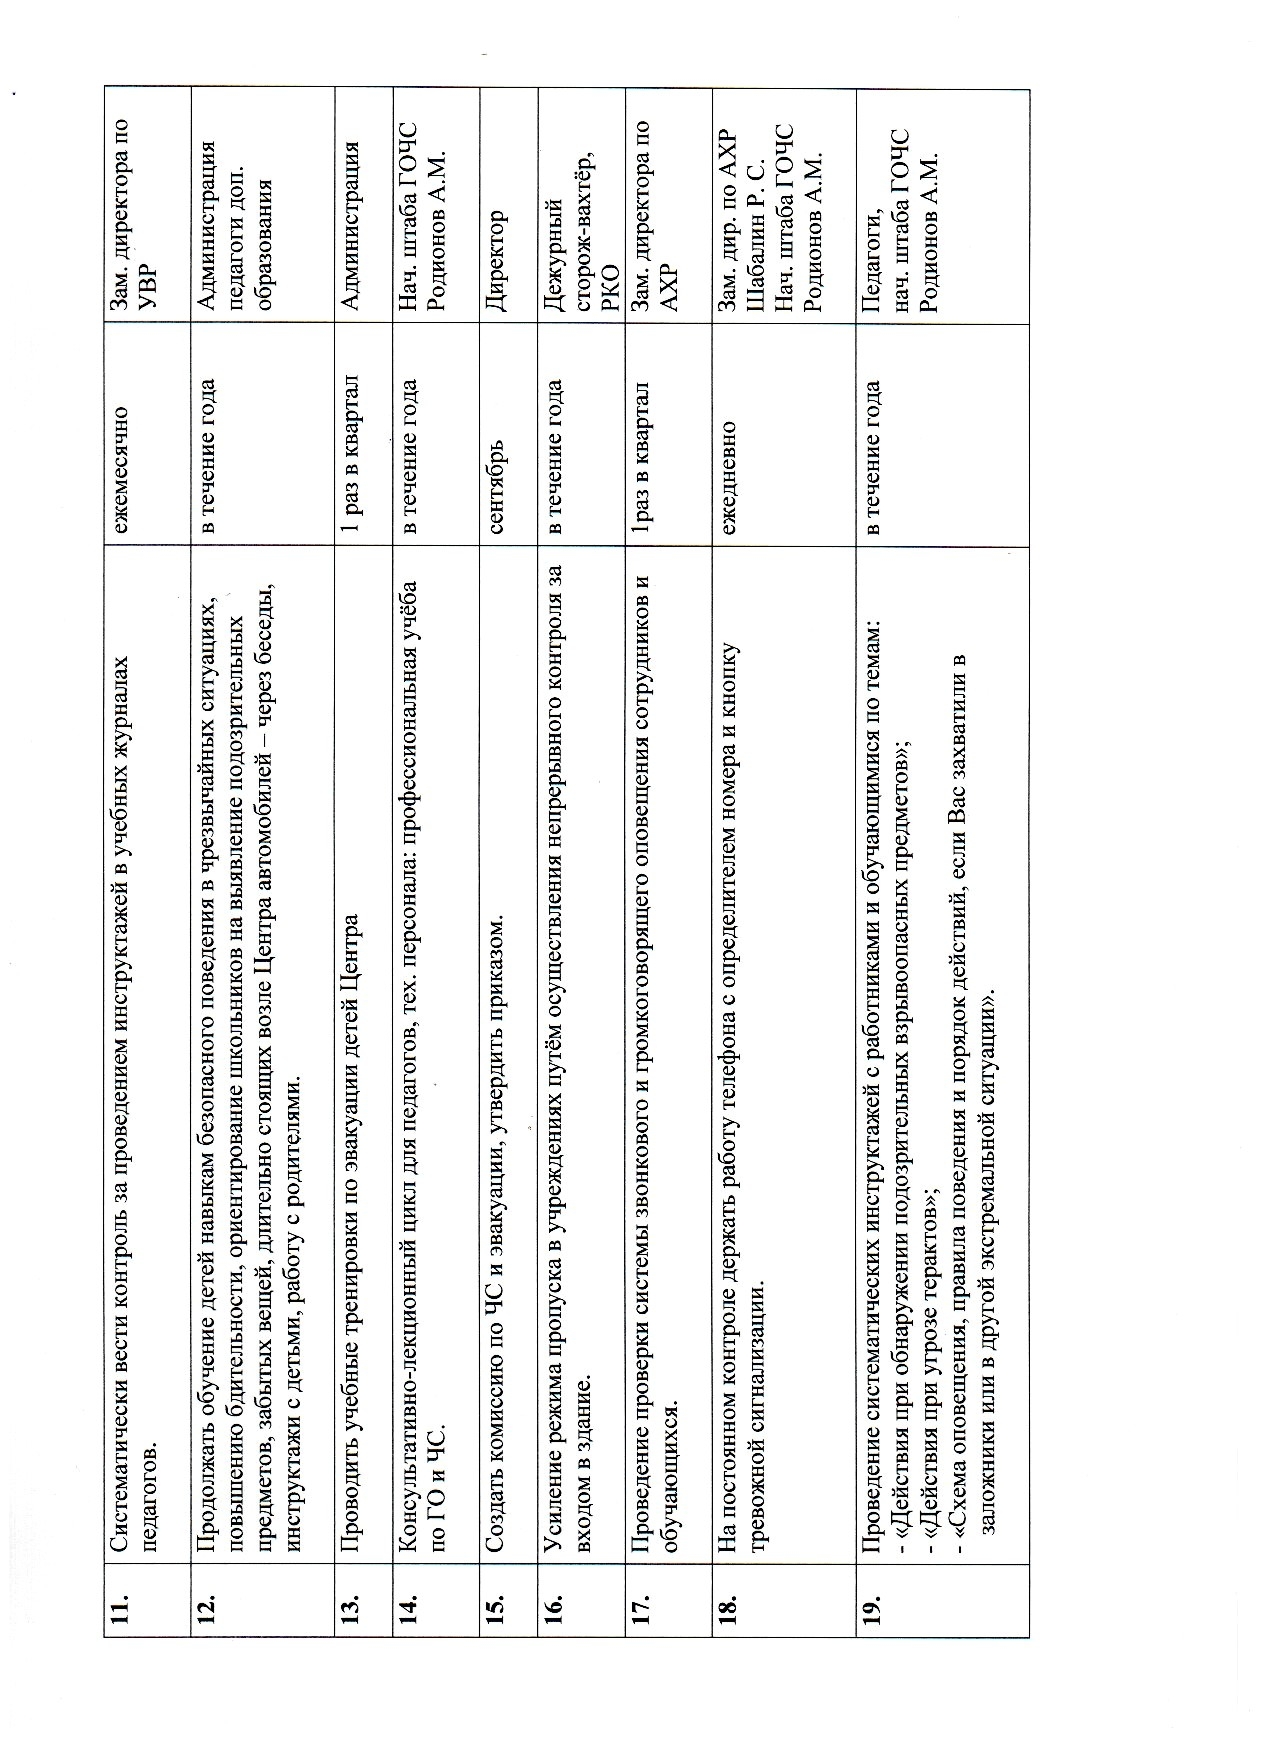 11.
Систематически вести контроль за проведением инструктажей в учебных журналах
педагогов.
ежемесячно
Зам. директора по
УВР
12.
Продолжать обучение детей навыкам безопасного поведения в чрезвычайных ситуациях,
повышению бдительности, ориентирование школьников на выявление подозрительных
предметов, забытых вещей, длительно стоящих возле Центра автомобилей – через беседы,
инструктажи с детьми, работу с родителями.
в течение года
Администрация
педагоги доп.
образования
13.
Проводить учебные тренировки по эвакуации детей Центра
1 раз в квартал
Администрация
14.
Консультативно-лекционный цикл для педагогов, тех. персонала: профессиональная учёба
по ГО и ЧС.
в течение года
Нач. штаба ГОЧС
Родионов А.М.
15.
Создать комиссию по ЧС и эвакуации, утвердить приказом.
сентябрь
Директор
16.
Усиление режима пропуска в учреждениях путём осуществления непрерывного контроля за
входом в здание.
в течение года
Дежурный
сторож-вахтёр,
РКО
17.
Проведение проверки системы звонкового и громкоговорящего оповещения сотрудников и
обучающихся.
1раз в квартал
Зам. директора по
АХР
18.
На постоянном контроле держать работу телефона с определителем номера и кнопку
тревожной сигнализации.
ежедневно
Зам. дир. по АХР
Шабалин Р. С.
Нач. штаба ГОЧС
Родионов А.М.
19.
Проведение систематических инструктажей с работниками и обучающимися по темам:
- «Действия при обнаружении подозрительных взрывоопасных предметов»;
- «Действия при угрозе терактов»;
- «Схема оповещения, правила поведения и порядок действий, если Вас захватили в
заложники или в другой экстремальной ситуации».
в течение года
Педагоги,
нач. штаба ГОЧС
Родионов А.М.